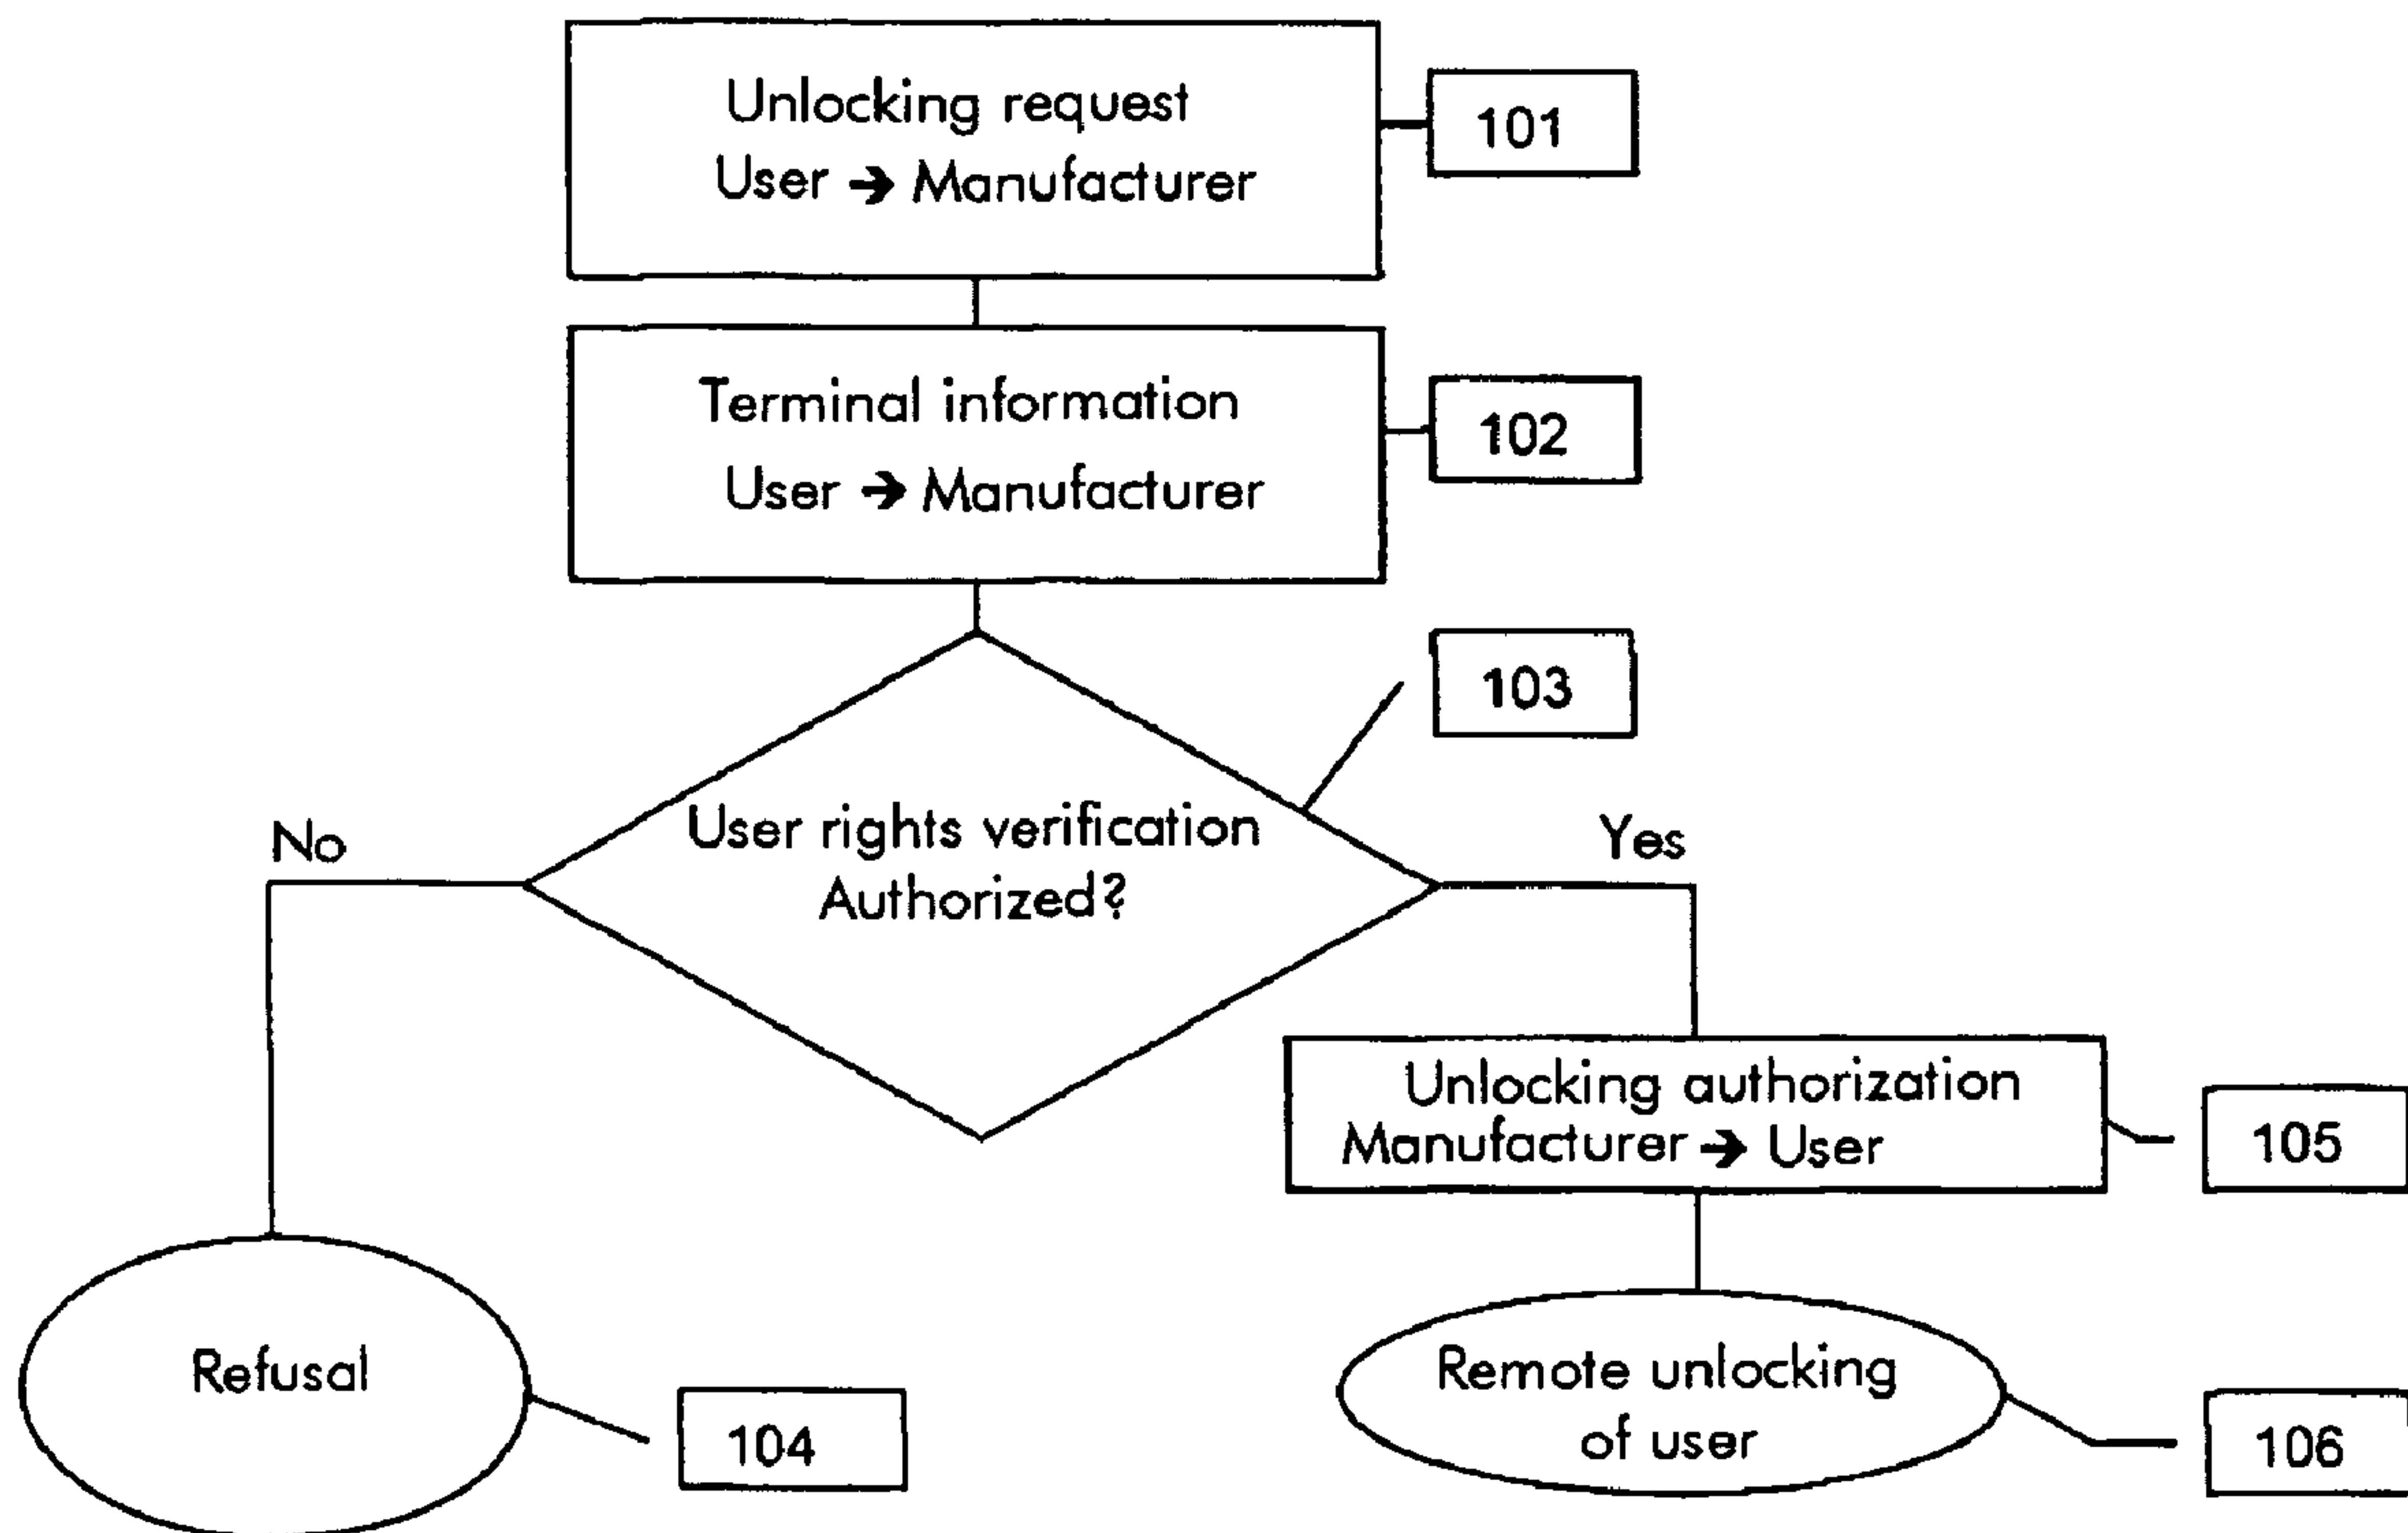 Unlocking request
User → Manufacturer
101
Terminal information
User → Manufacturer
102
103
User rights verification
Authorized?
No
Yes
Unlocking authorization
Manufacturer → User
105
Refusal
104
Remote unlocking
of user
106